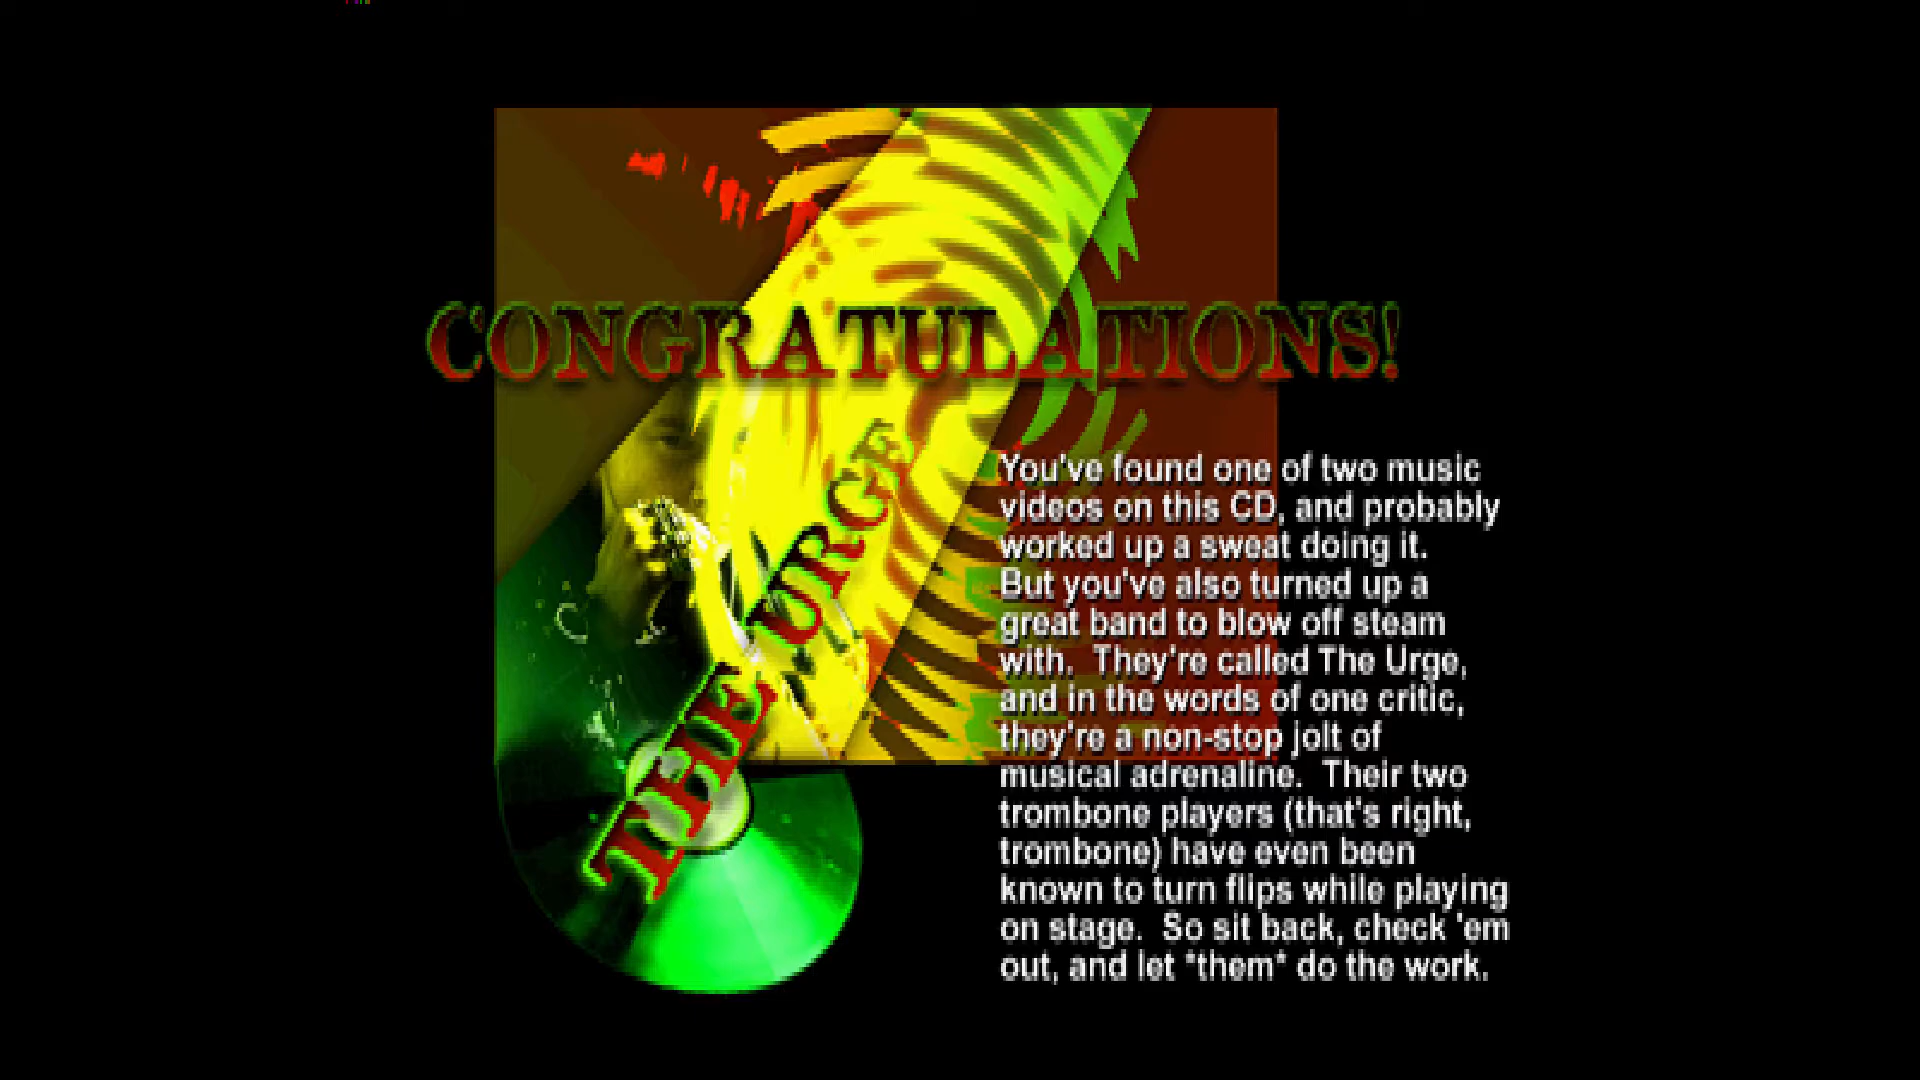 CONGRATULATIONS!
THE URGE
You've found one of two music
videos on this CD, and probably
worked up a sweat doing it.
But you've also turned up a
great band to blow off steam
with.  They're called The Urge,
and in the words of one critic,
they're a non-stop jolt of
musical adrenaline.  Their two
trombone players (that's right,
trombone) have even been
known to turn flips while playing
on stage.  So sit back, check 'em
out, and let *them* do the work.